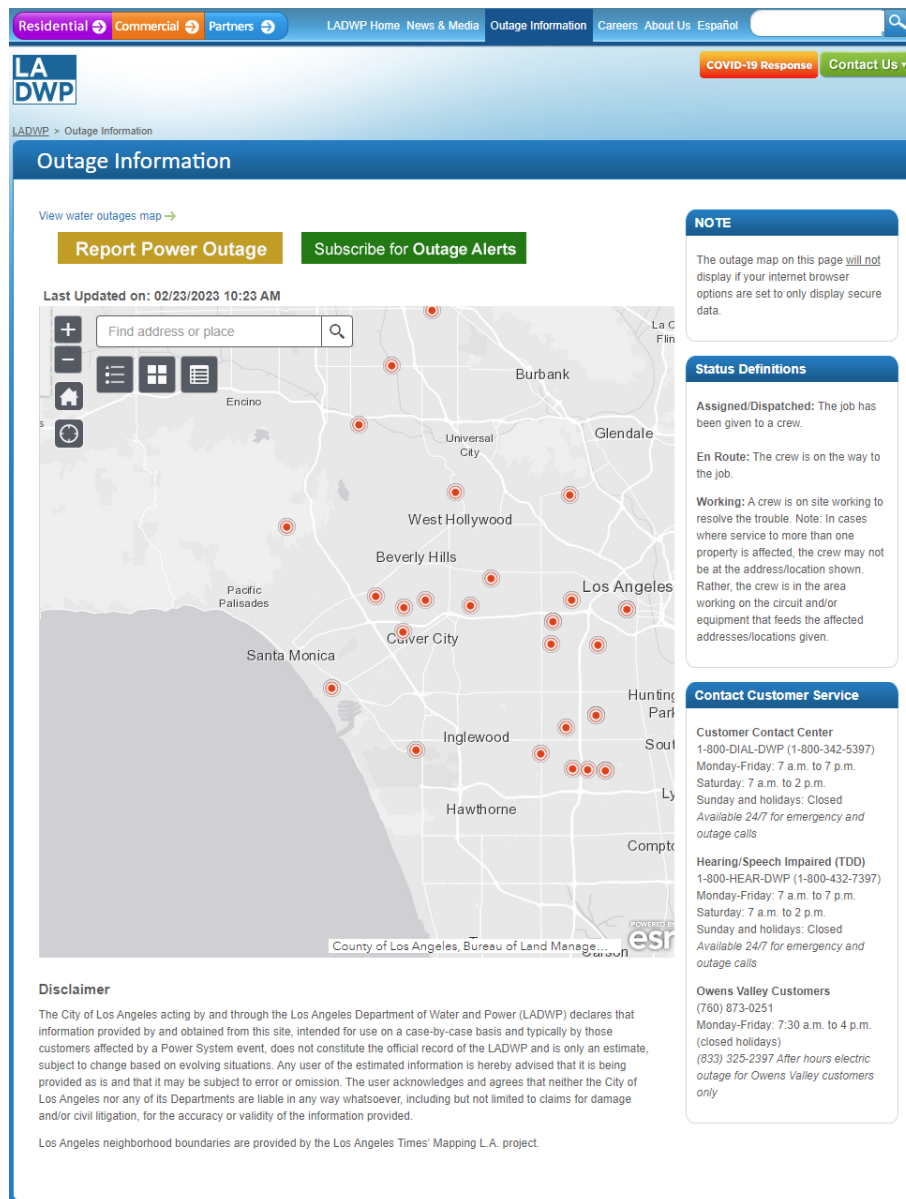 Residential Commercial Partners LADWP Home News & Media Outage Information Careers About Us Español
COVID-19 Response Contact Us
LA
DWP
LADWP > Outage Information
Outage Information
View water outages map
Report Power Outage Subscribe for Outage Alerts
Last Updated on: 02/23/2023 10:23 AM
Find address or place
Burbank
Encino
Glendale
Universal
City
West Hollywood
Beverly Hills
Pacific
Palisades
Los Angeles
Culver City
Santa Monica
Inglewood
Hawthorne
County of Los Angeles, Bureau of Land Manage...
POWERED BY
Disclaimer
The City of Los Angeles acting by and through the Los Angeles Department of Water and Power (LADWP) declares that
information provided by and obtained from this site, intended for use on a case-by-case basis and typically by those
customers affected by a Power System event, does not constitute the official record of the LADWP and is only an estimate,
subject to change based on evolving situations. Any user of the estimated information is hereby advised that it is being
provided as is and that it may be subject to error or omission. The user acknowledges and agrees that neither the City of
Los Angeles nor any of its Departments are liable in any way whatsoever, including but not limited to claims for damage
and/or civil litigation, for the accuracy or validity of the information provided.
Los Angeles neighborhood boundaries are provided by the Los Angeles Times' Mapping L.A. project.
NOTE
The outage map on this page will not
display if your internet browser
options are set to only display secure
data.
Status Definitions
Assigned/Dispatched: The job has
been given to a crew.
En Route: The crew is on the way to
the job.
Working: A crew is on site working to
resolve the trouble. Note: In cases
where service to more than one
property is affected, the crew may not
be at the address/location shown.
Rather, the crew is in the area
working on the circuit and/or
equipment that feeds the affected
addresses/locations given.
Contact Customer Service
Customer Contact Center
1-800-DIAL-DWP (1-800-342-5397)
Monday-Friday: 7 a.m. to 7 p.m.
Saturday: 7 a.m. to 2 p.m.
Sunday and holidays: Closed
Available 24/7 for emergency and
outage calls
Hearing/Speech Impaired (TDD)
1-800-HEAR-DWP (1-800-432-7397)
Monday-Friday: 7 a.m. to 7 p.m.
Saturday: 7 a.m. to 2 p.m.
Sunday and holidays: Closed
Available 24/7 for emergency and
outage calls
Owens Valley Customers
(760) 873-0251
Monday-Friday: 7:30 a.m. to 4 p.m.
(closed holidays)
(833) 325-2397 After hours electric
outage for Owens Valley customers
only